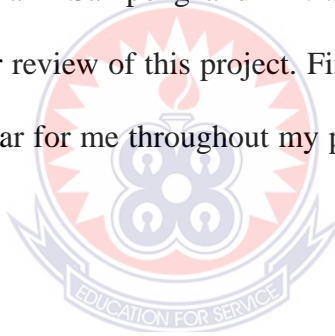 r review of this project. Fi
ar for me throughout my p
EDUCATION FOR SERVICE